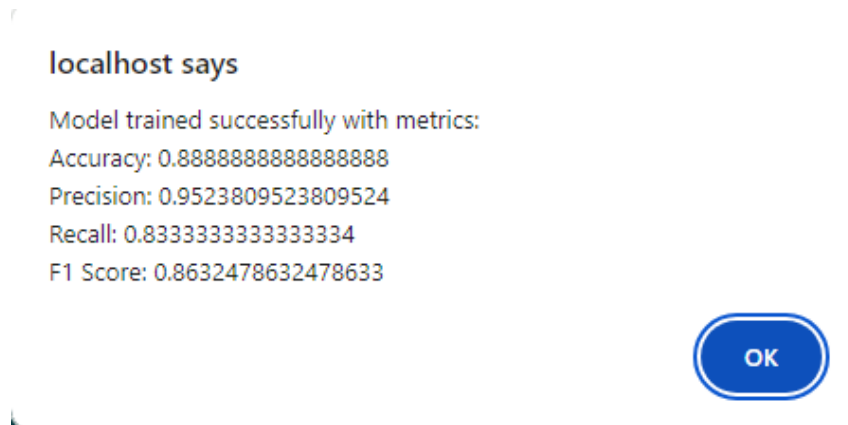 localhost says
Model trained successfully with metrics:
Accuracy: 0.8888888888888888
Precision: 0.9523809523809524
Recall: 0.8333333333333334
F1 Score: 0.8632478632478633
OK